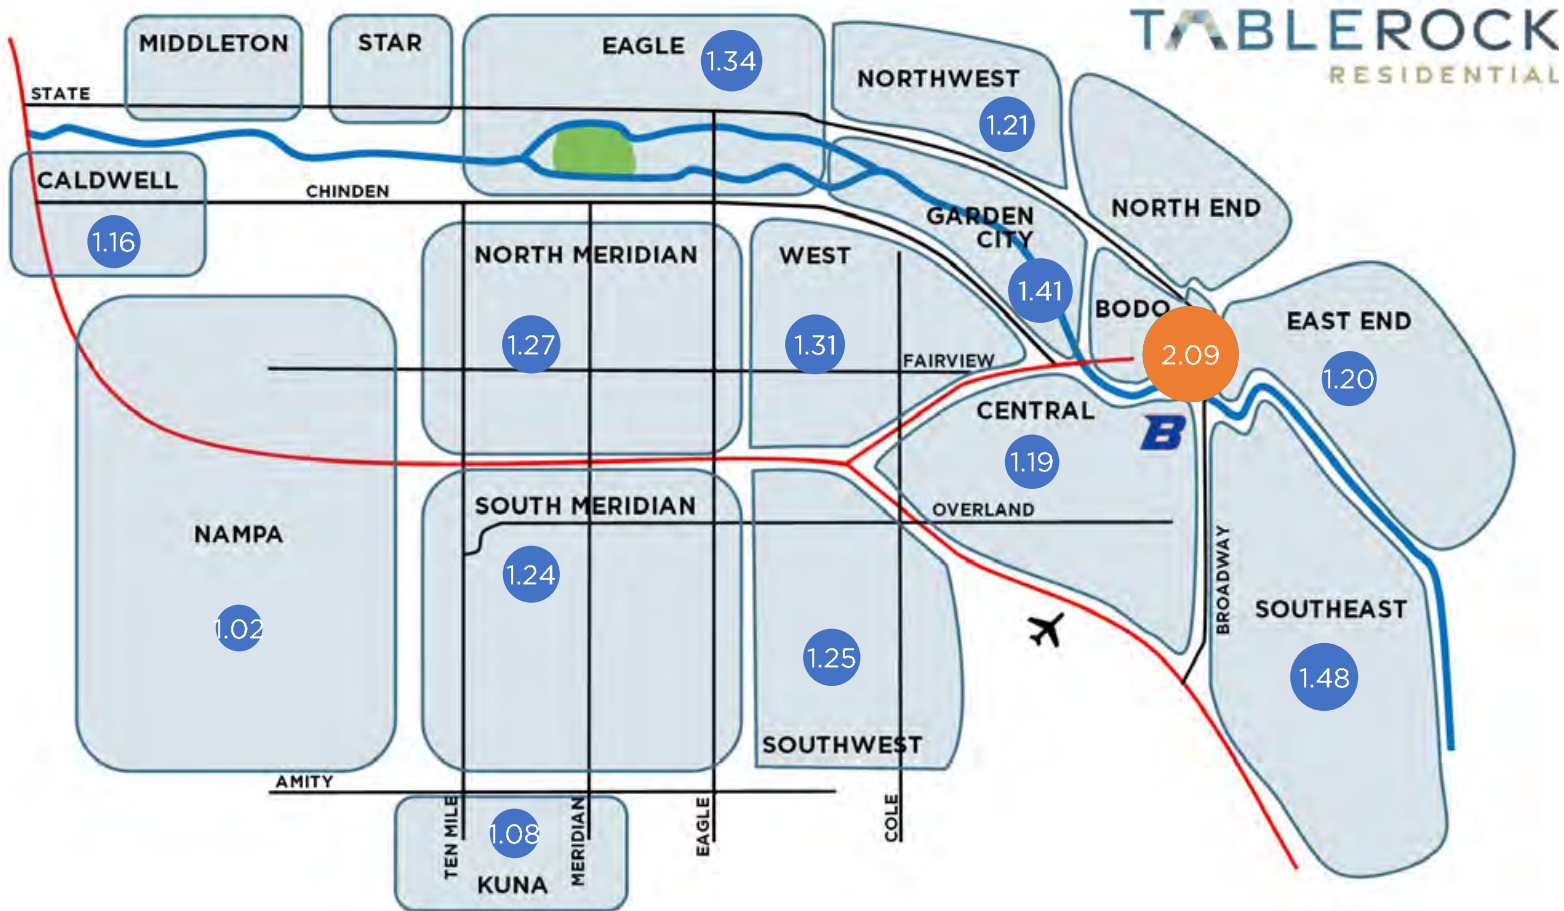 TABLEROCK
RESIDENTIAL
MIDDLETON
STAR
EAGLE
1.34
NORTHWEST
1.21
STATE
CALDWELL
1.16
CHINDEN
GARDEN
CITY
1.41
NORTH END
NORTH MERIDIAN
1.27
WEST
1.31
BODO
2.09
EAST END
1.20
FAIRVIEW
CENTRAL
1.19
B
NAMPA
1.02
SOUTH MERIDIAN
1.24
OVERLAND
1.25
SOUTHWEST
BROADWAY
SOUTHEAST
1.48
AMITY
TEN MILE
MERIDIAN
EAGLE
COLE
1.08
KUNA